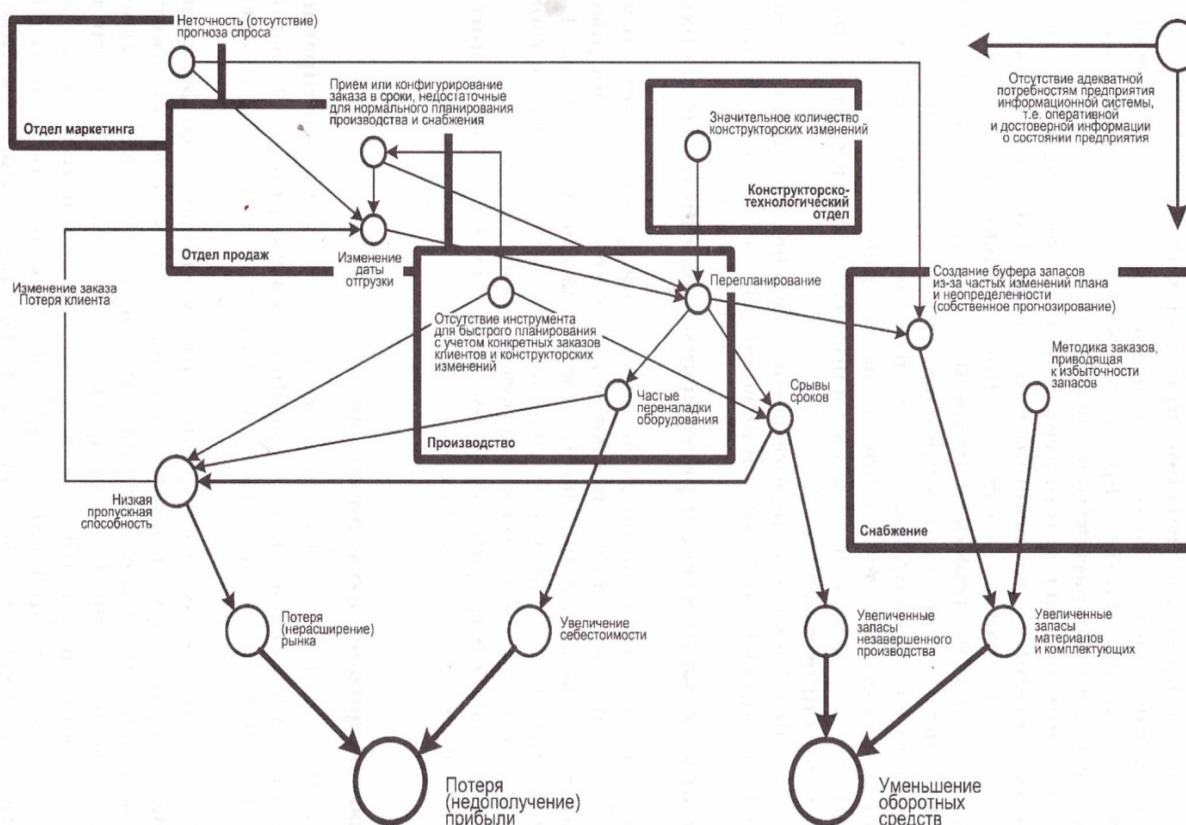 Неточность (отсутствие)
прогноза спроса
Отдел маркетинга
Прием или конфигурирование
заказа в сроки, недостаточные
для нормального планирования
производства и снабжения
Значительное количество
конструкторских изменений
Конструкторско-
технологический
отдел
Отсутствие адекватной
потребностям предприятия
информационной системы,
т.е. оперативной
и достоверной информации
о состоянии предприятия
Отдел продаж
Изменение
даты
отгрузки
Изменение заказа
Потеря клиента
Перепланирование
Создание буфера запасов
из-за частых изменений плана
и неопределенности
(собственное прогнозирование)
Отсутствие инструмента
для быстрого планирования
с учетом конкретных заказов
клиентов и конструкторских
изменений
Методика заказов,
приводящая
к избыточности
запасов
Частые
переналадки
оборудования
Срывы
сроков
Производство
Низкая
пропускная
способность
Снабжение
Потеря
(нерасширение)
рынка
Увеличение
себестоимости
Увеличенные
запасы
незавершенного
производства
Увеличенные
запасы
материалов
и комплектующих
Потеря
(недополучение)
прибыли
Уменьшение
оборотных
средств